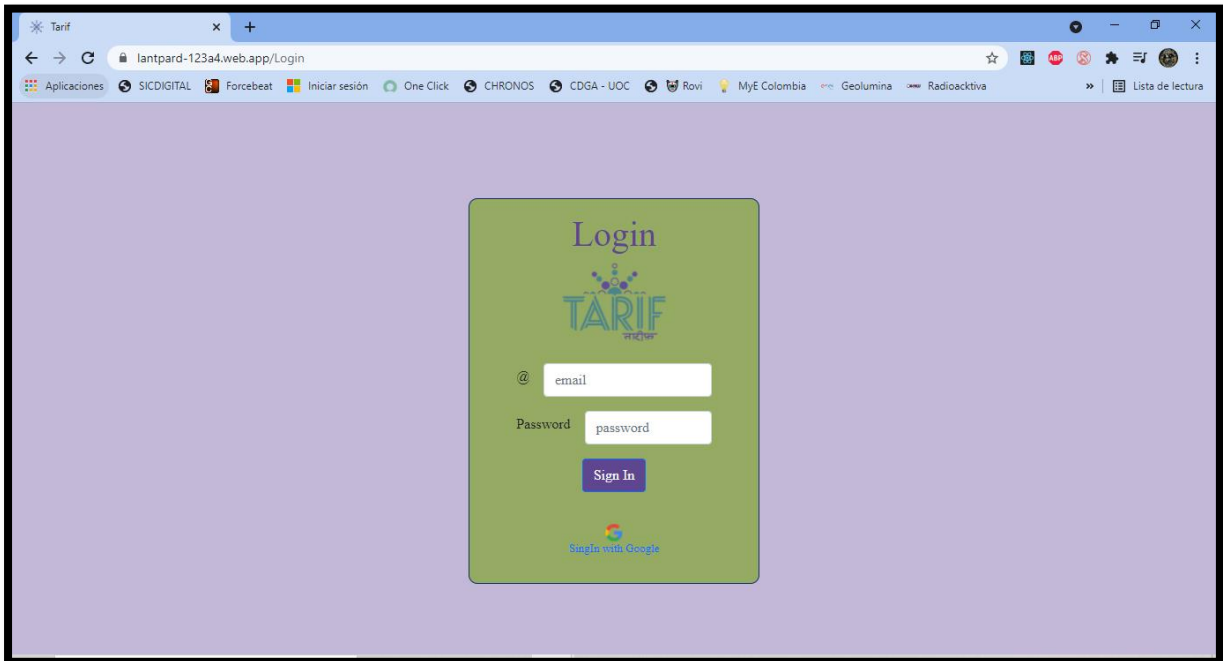 Tarif
lantpard-123a4.web.app/Login
ABP
Aplicaciones SICDIGITAL Forcebeat Iniciar sesión One Click CHRONOS CDGA - UOC Rovi MyE Colombia Geolumina Radioacktiva » Lista de lectura
Login
TARIF
तारीफ
@ email
Password password
Sign In
SingIn with Google